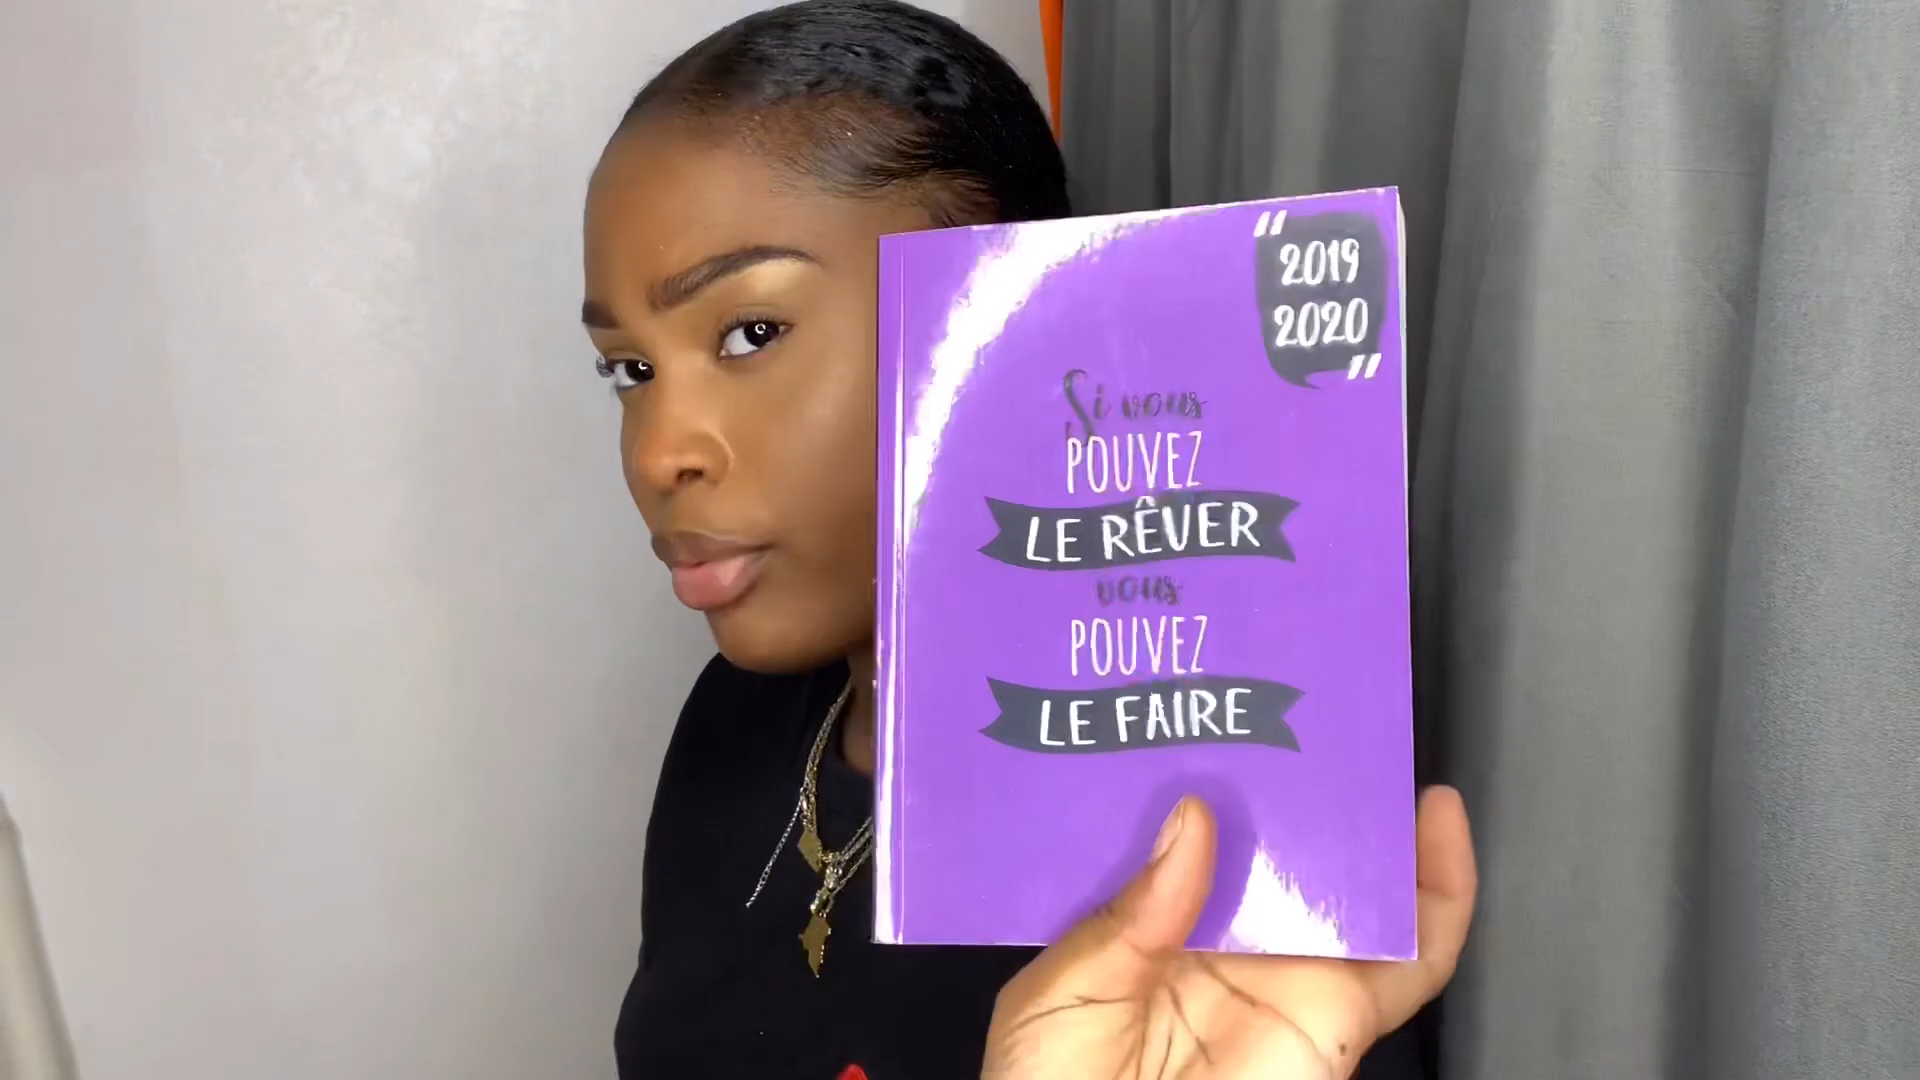 "2019
2020"
Si vous
POUVEZ
LE RÊVER
vous
POUVEZ
LE FAIRE